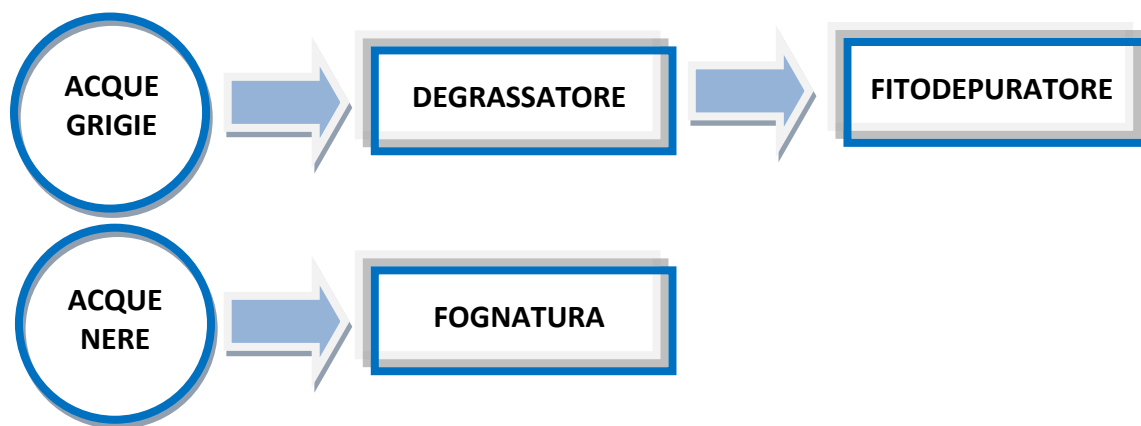 ACQUE
GRIGIE
DEGRASSATORE
FITODEPURATORE
ACQUE
NERE
FOGNATURA